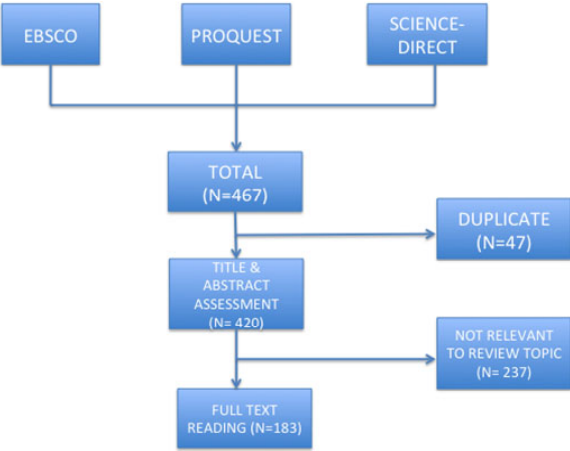 EBSCO
PROQUEST
SCIENCE-
DIRECT
TOTAL
(N=467)
DUPLICATE
(N=47)
TITLE &
ABSTRACT
ASSESSMENT
(N= 420)
NOT RELEVANT
TO REVIEW TOPIC
(N= 237)
FULL TEXT
READING (N=183)